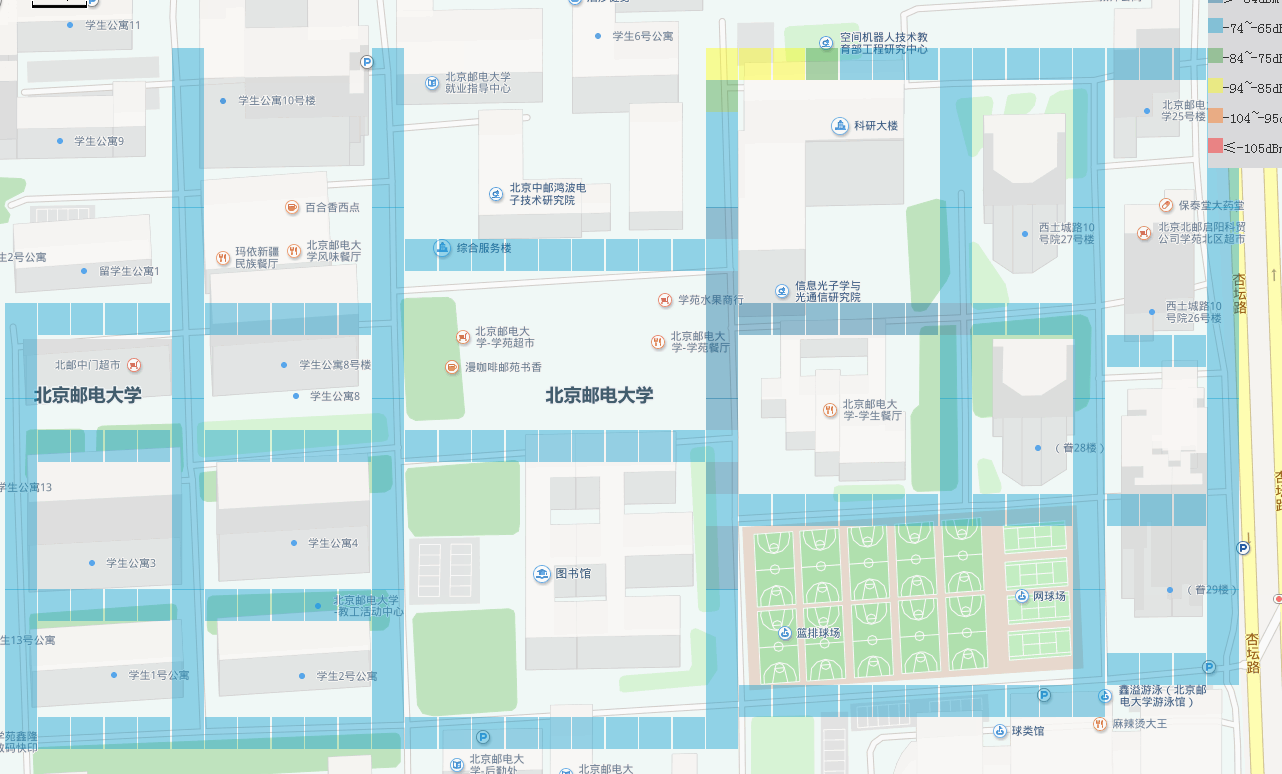 学生公寓11
学生6号公寓
空间机器人技术教
育部工程研究中心
-74~-65d
-84~-75d
-94~-85d
-104~-95d
<=-105dBm
北京邮电大学
就业指导中心
学生公寓10号楼
科研大楼
北京邮电
学25号楼
学生公寓9
北京中邮鸿波电
子技术研究院
百合香西点
保泰堂大药堂
西土城路10
号院27号楼
北京北邮启阳科贸
公司学苑北区超市
玛依新疆
民族餐厅
北京邮电大
学风味餐厅
综合服务楼
生2号公寓
留学生公寓1
信息光子学与
光通信研究院
学苑水果商行
杏坛路
西土城路10
号院26号楼
北京邮电大
学-学苑超市
北京邮电大
学-学苑餐厅
北邮中门超市
学生公寓8号楼
漫咖啡邮苑书香
北京邮电大学
学生公寓8
北京邮电大学
北京邮电大
学-学生餐厅
(眷28楼)
学生公寓13
杏坛路
学生公寓3
学生公寓4
图书馆
(眷29楼)
网球场
北京邮电大学
-教工活动中心
篮排球场
生13号公寓
杏坛路
学生1号公寓
学生2号公寓
鑫溢游泳(北京邮
电大学游泳馆)
麻辣烫大王
球类馆
学苑鑫隆
数码快印
北京邮电大
学-后勤处
北京邮电大
P
P
P
P
P
P